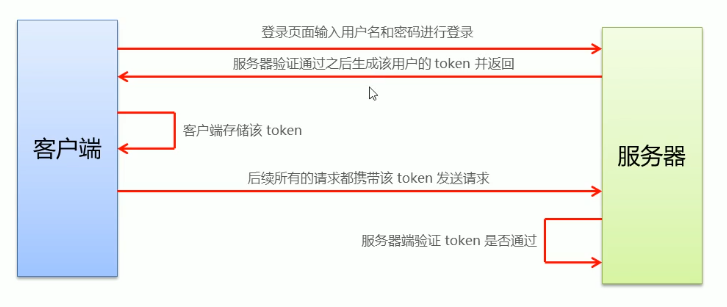 登录页面输入用户名和密码进行登录
服务器验证通过之后生成该用户的 token 并返回
客户端存储该 token
客户端
后续所有的请求都携带该 token 发送请求
服务器
服务器端验证 token 是否通过